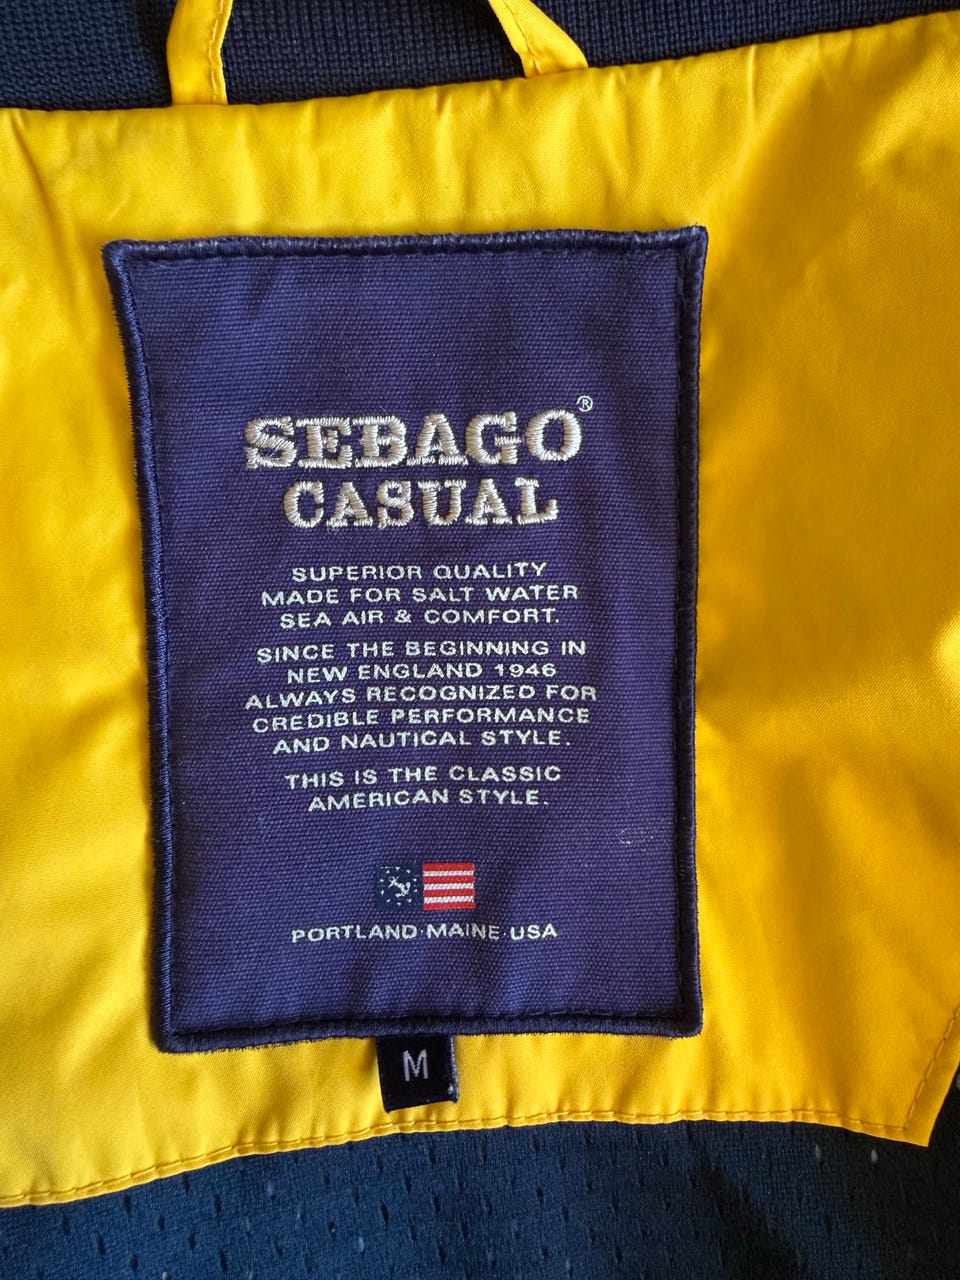 SEBAGO®
CASUAL
SUPERIOR QUALITY
MADE FOR SALT WATER
SEA AIR & COMFORT.
SINCE THE BEGINNING IN
NEW ENGLAND 1946
ALWAYS RECOGNIZED FOR
CREDIBLE PERFORMANCE
AND NAUTICAL STYLE.
THIS IS THE CLASSIC
AMERICAN STYLE.
PORTLAND·MAINE·USA
M